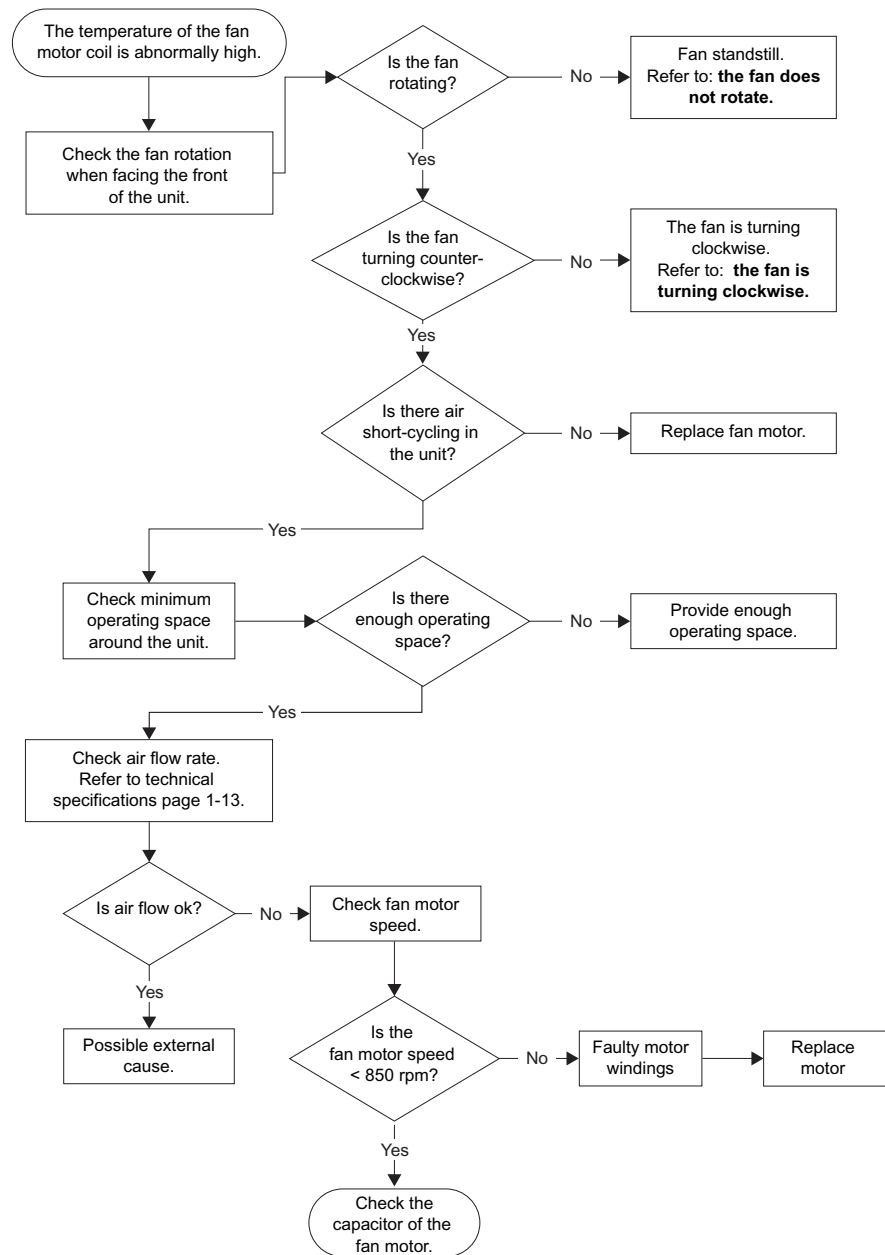 The temperature of the fan
motor coil is abnormally high.
Check the fan rotation
when facing the front
of the unit.
Is the fan
rotating?
No
Fan standstill.
Refer to: the fan does
not rotate.
Yes
Is the fan
turning counter-
clockwise?
No
The fan is turning
clockwise.
Refer to: the fan is
turning clockwise.
Yes
Is there air
short-cycling in
the unit?
No
Replace fan motor.
Yes
Check minimum
operating space
around the unit.
Is there
enough operating
space?
No
Provide enough
operating space.
Yes
Check air flow rate.
Refer to technical
specifications page 1-13.
Is air flow ok?
No
Check fan motor
speed.
Yes
Possible external
cause.
Is the
fan motor speed
< 850 rpm?
No
Faulty motor
windings
Replace
motor
Yes
Check the
capacitor of the
fan motor.